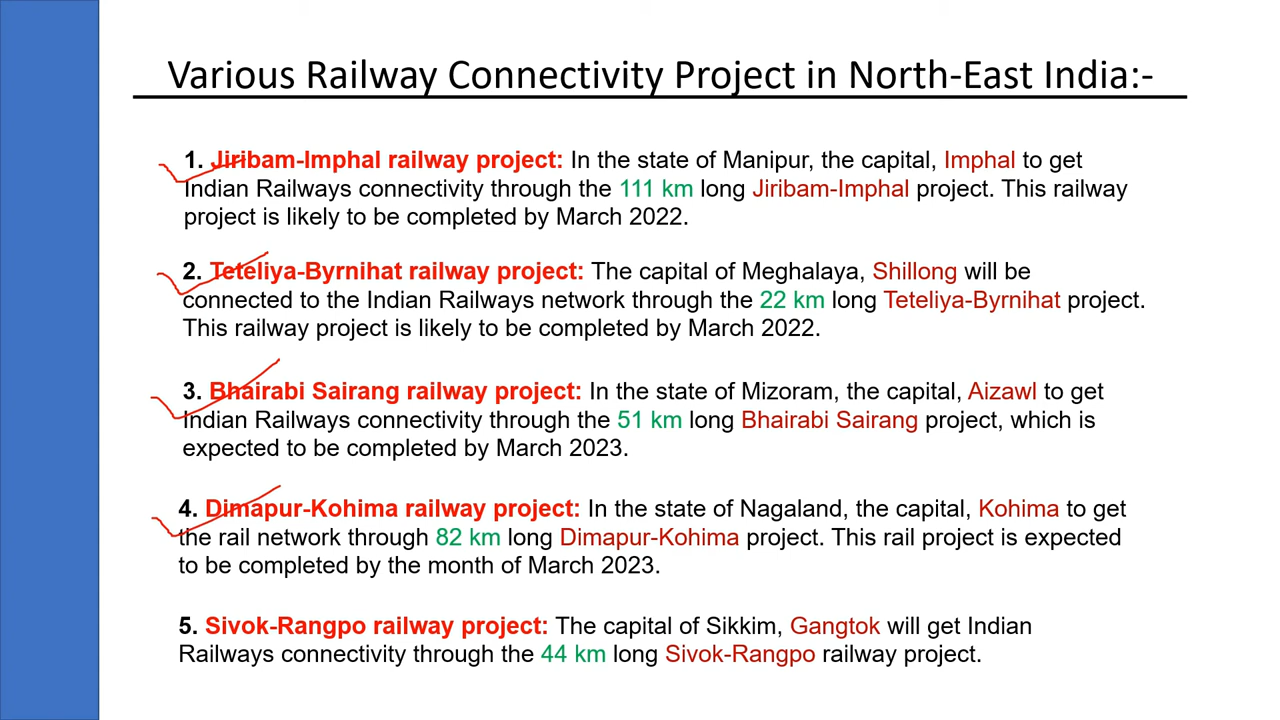 Various Railway Connectivity Project in North-East India:-
1. Jiribam-Imphal railway project: In the state of Manipur, the capital, Imphal to get
Indian Railways connectivity through the 111 km long Jiribam-Imphal project. This railway
project is likely to be completed by March 2022.
2. Teteliya-Byrnihat railway project: The capital of Meghalaya, Shillong will be
connected to the Indian Railways network through the 22 km long Teteliya-Byrnihat project.
This railway project is likely to be completed by March 2022.
3. Bhairabi Sairang railway project: In the state of Mizoram, the capital, Aizawl to get
Indian Railways connectivity through the 51 km long Bhairabi Sairang project, which is
expected to be completed by March 2023.
4. Dimapur-Kohima railway project: In the state of Nagaland, the capital, Kohima to get
the rail network through 82 km long Dimapur-Kohima project. This rail project is expected
to be completed by the month of March 2023.
5. Sivok-Rangpo railway project: The capital of Sikkim, Gangtok will get Indian
Railways connectivity through the 44 km long Sivok-Rangpo railway project.